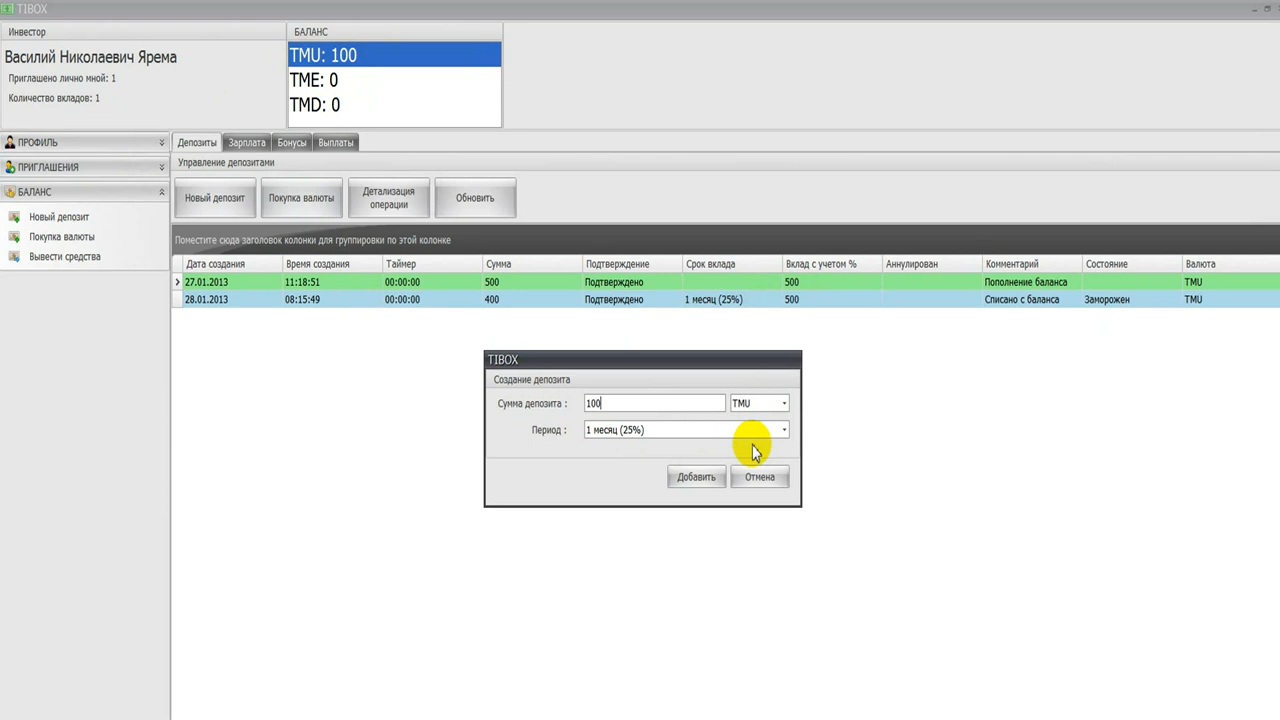 TIBOX
Инвестор
БАЛАНС
Василий Николаевич Ярема
TMU: 100
Приглашено лично мной: 1
TME: 0
Количество вкладов: 1
TMD: 0
ПРОФИЛЬ
Депозиты Зарплата Бонусы Выплаты
ПРИГЛАШЕНИЯ
Управление депозитами
БАЛАНС
Новый депозит
Покупка валюты
Детализация операции
Обновить
Новый депозит
Покупка валюты
Вывести средства
Поместите сюда заголовок колонки для группировки по этой колонке
Дата создания Время создания Таймер Сумма Подтверждение Срок вклада Вклад с учетом % Аннулирован Комментарий Состояние Валюта
27.01.2013 11:18:51 00:00:00 500 Подтверждено 500 Пополнение баланса TMU
28.01.2013 08:15:49 00:00:00 400 Подтверждено 1 месяц (25%) 500 Списано с баланса Заморожен TMU
TIBOX
Создание депозита
Сумма депозита : 100 TMU
Период : 1 месяц (25%)
Добавить Отмена